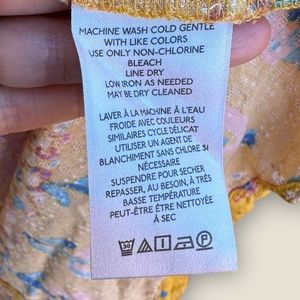 MACHINE WASH COLD GENTLE
WITH LIKE COLORS
USE ONLY NON-CHLORINE
BLEACH
LINE DRY
LOW IRON AS NEEDED
MAY BE DRY CLEANED
LAVER À LA MACHINE À L'EAU
FROIDE AVEC COULEURS
SIMILAIRES CYCLE DÉLICAT
UTILISER UN AGENT DE
BLANCHIMENT SANS CHLORE SI
NÉCESSAIRE
SUSPENDRE POUR SECHER
REPASSER, AU BESOIN, À TRÈS
BASSE TEMPÉRATURE
PEUT-ÊTRE ÊTRE NETTOYÉE
À SEC
30 P